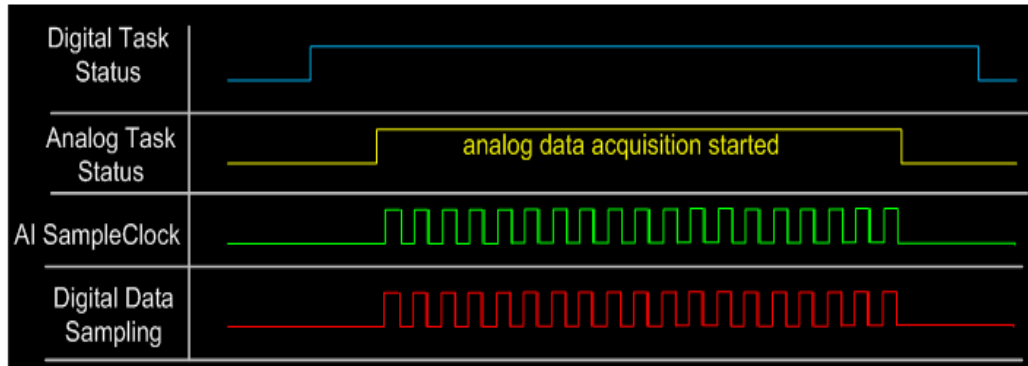 Digital Task
Status
Analog Task
Status
analog data acquisition started
AI SampleClock
Digital Data
Sampling